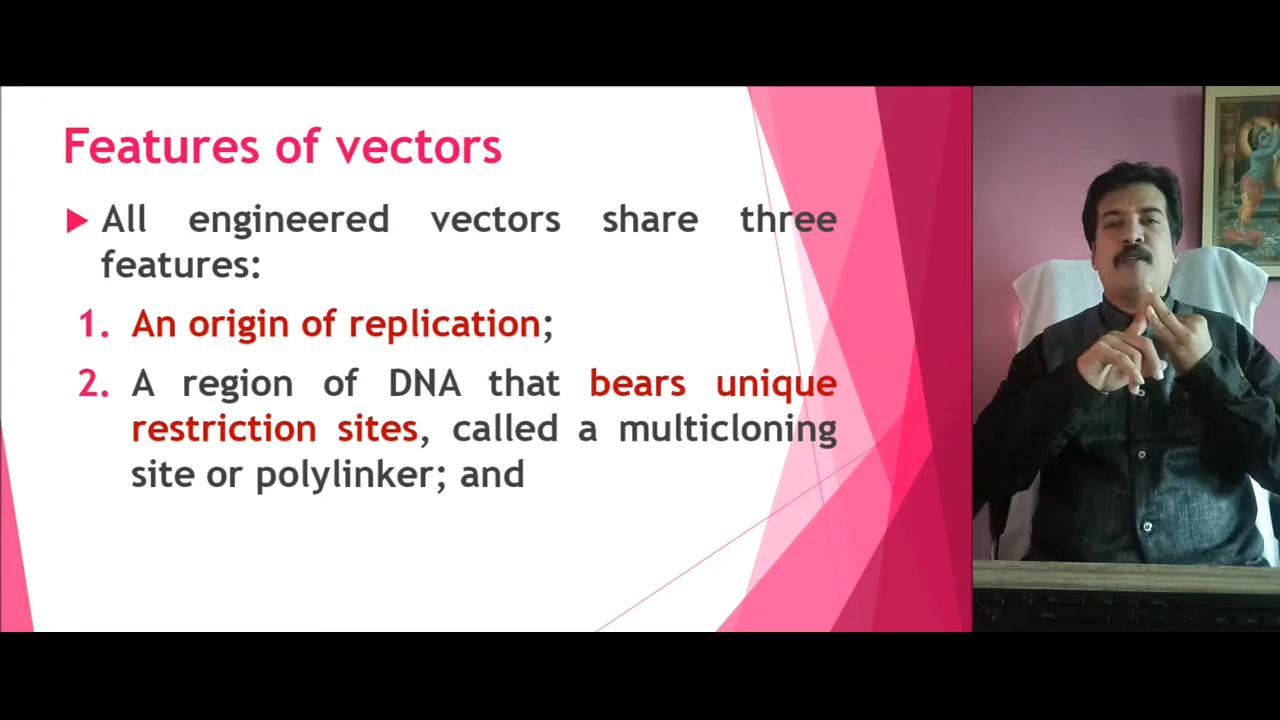 Features of vectors
All engineered vectors share three
features:
1. An origin of replication;
2. A region of DNA that bears unique
restriction sites, called a multicloning
site or polylinker; and